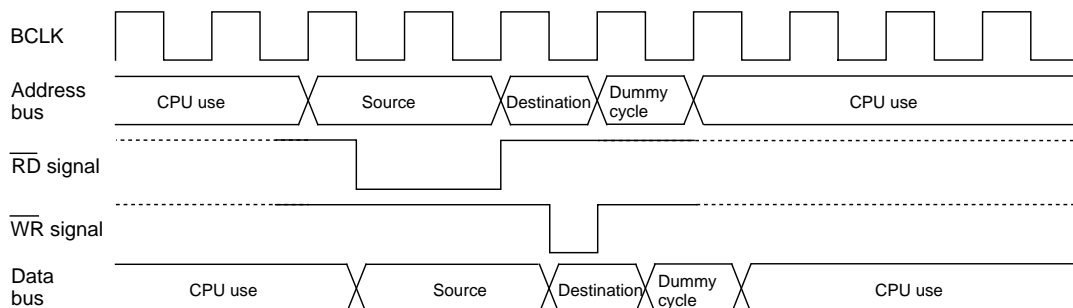 BCLK
Address
bus
CPU use
Source
Destination
Dummy
cycle
CPU use
RD signal
WR signal
Data
bus
CPU use
Source
Destination
Dummy
cycle
CPU use